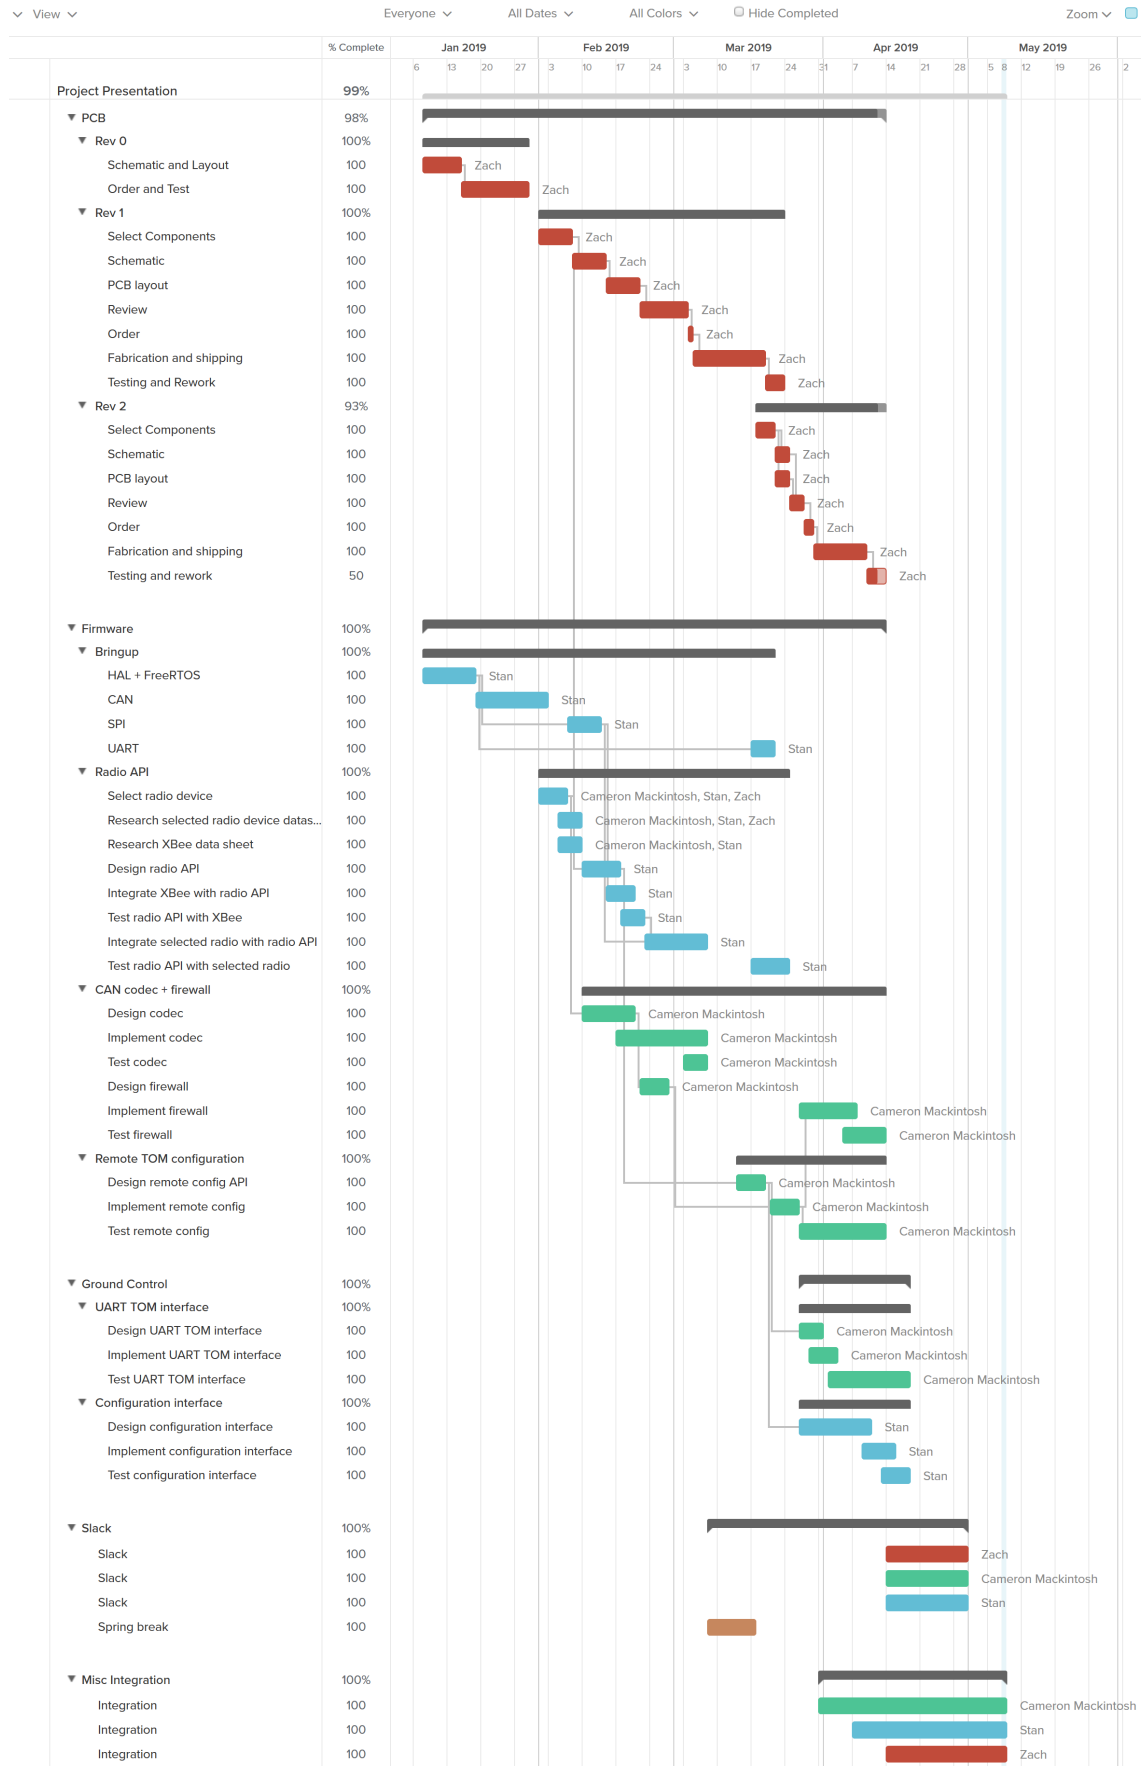 View Everyone All Dates All Colors Hide Completed Zoom
% Complete Jan 2019 Feb 2019 Mar 2019 Apr 2019 May 2019
6 13 20 27 3 10 17 24 3 10 17 24 31 7 14 21 28 5 8 12 19 26 2
Project Presentation 99%
PCB 98%
Rev 0 100%
Schematic and Layout 100 Zach
Order and Test 100 Zach
Rev 1 100%
Select Components 100 Zach
Schematic 100 Zach
PCB layout 100 Zach
Review 100 Zach
Order 100 Zach
Fabrication and shipping 100 Zach
Testing and Rework 100 Zach
Rev 2 93%
Select Components 100 Zach
Schematic 100 Zach
PCB layout 100 Zach
Review 100 Zach
Order 100 Zach
Fabrication and shipping 100 Zach
Testing and rework 50 Zach
Firmware 100%
Bringup 100%
HAL + FreeRTOS 100 Stan
CAN 100 Stan
SPI 100 Stan
UART 100 Stan
Radio API 100%
Select radio device 100 Cameron Mackintosh, Stan, Zach
Research selected radio device datas... 100 Cameron Mackintosh, Stan, Zach
Research XBee data sheet 100 Cameron Mackintosh, Stan
Design radio API 100 Stan
Integrate XBee with radio API 100 Stan
Test radio API with XBee 100 Stan
Integrate selected radio with radio API 100 Stan
Test radio API with selected radio 100 Stan
CAN codec + firewall 100%
Design codec 100 Cameron Mackintosh
Implement codec 100 Cameron Mackintosh
Test codec 100 Cameron Mackintosh
Design firewall 100 Cameron Mackintosh
Implement firewall 100 Cameron Mackintosh
Test firewall 100 Cameron Mackintosh
Remote TOM configuration 100%
Design remote config API 100 Cameron Mackintosh
Implement remote config 100 Cameron Mackintosh
Test remote config 100 Cameron Mackintosh
Ground Control 100%
UART TOM interface 100%
Design UART TOM interface 100 Cameron Mackintosh
Implement UART TOM interface 100 Cameron Mackintosh
Test UART TOM interface 100 Cameron Mackintosh
Configuration interface 100%
Design configuration interface 100 Stan
Implement configuration interface 100 Stan
Test configuration interface 100 Stan
Slack 100%
Slack 100 Zach
Slack 100 Cameron Mackintosh
Slack 100 Stan
Spring break 100
Misc Integration 100%
Integration 100 Cameron Mackintosh
Integration 100 Stan
Integration 100 Zach